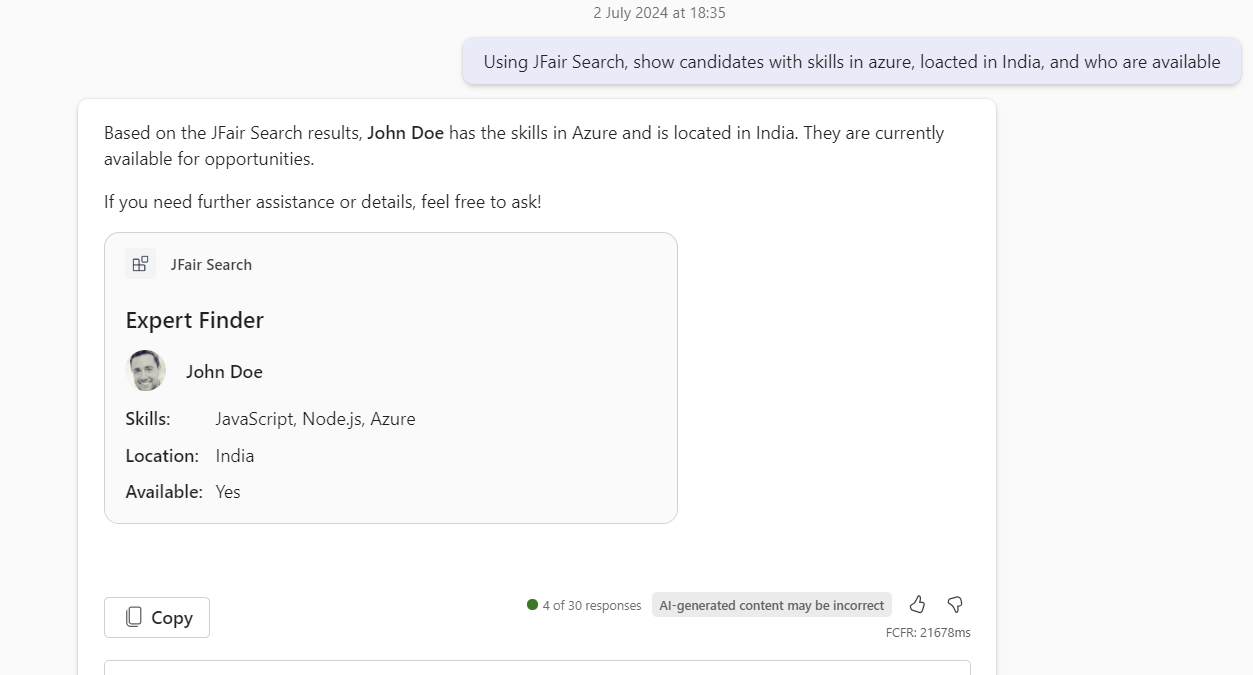 2 July 2024 at 18:35
Using JFair Search, show candidates with skills in azure, loacted in India, and who are available
Based on the JFair Search results, John Doe has the skills in Azure and is located in India. They are currently
available for opportunities.
If you need further assistance or details, feel free to ask!
JFair Search
Expert Finder
John Doe
Skills: JavaScript, Node.js, Azure
Location: India
Available: Yes
Copy
4 of 30 responses
AI-generated content may be incorrect
FCFR: 21678ms